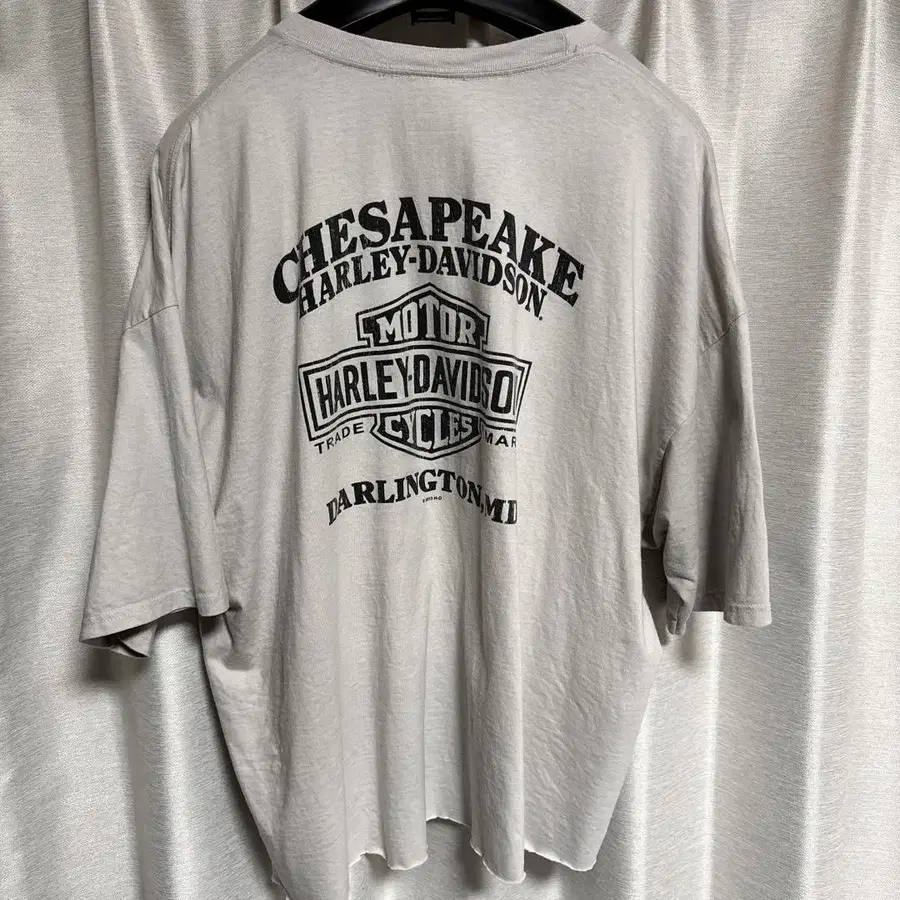 CHESAPEAKE
HARLEY-DAVIDSON
MOTOR
HARLEY-DAVIDSON
CYCLES
TRADE MAR
DARLINGTON, MD